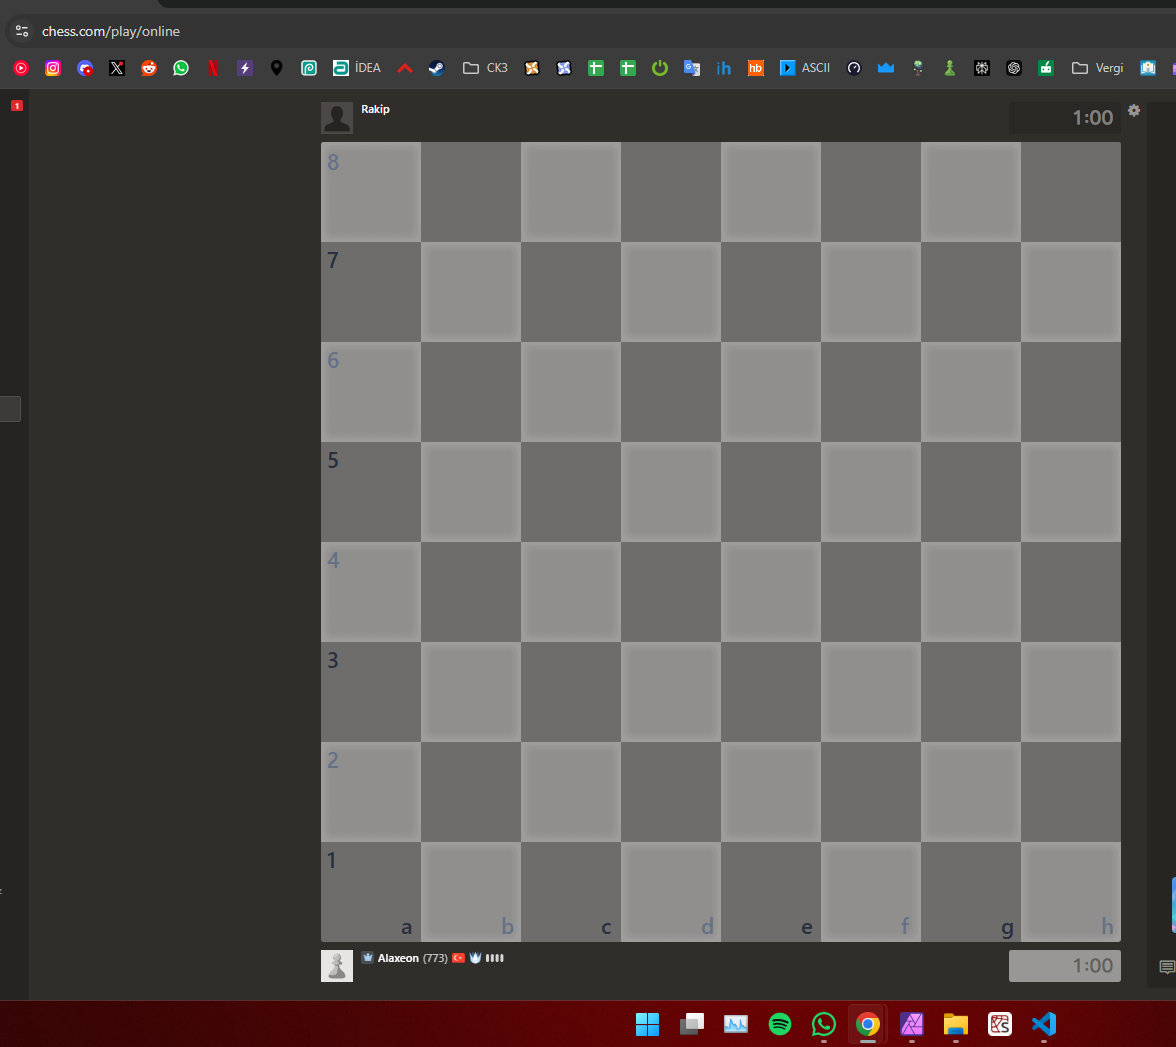 chess.com/play/online
İDEA CK3 ih hb ASCII Vergi
1
Rakip
1:00
8
7
6
5
4
3
2
1
a b c d e f g h
Alaxeon (773)
1:00